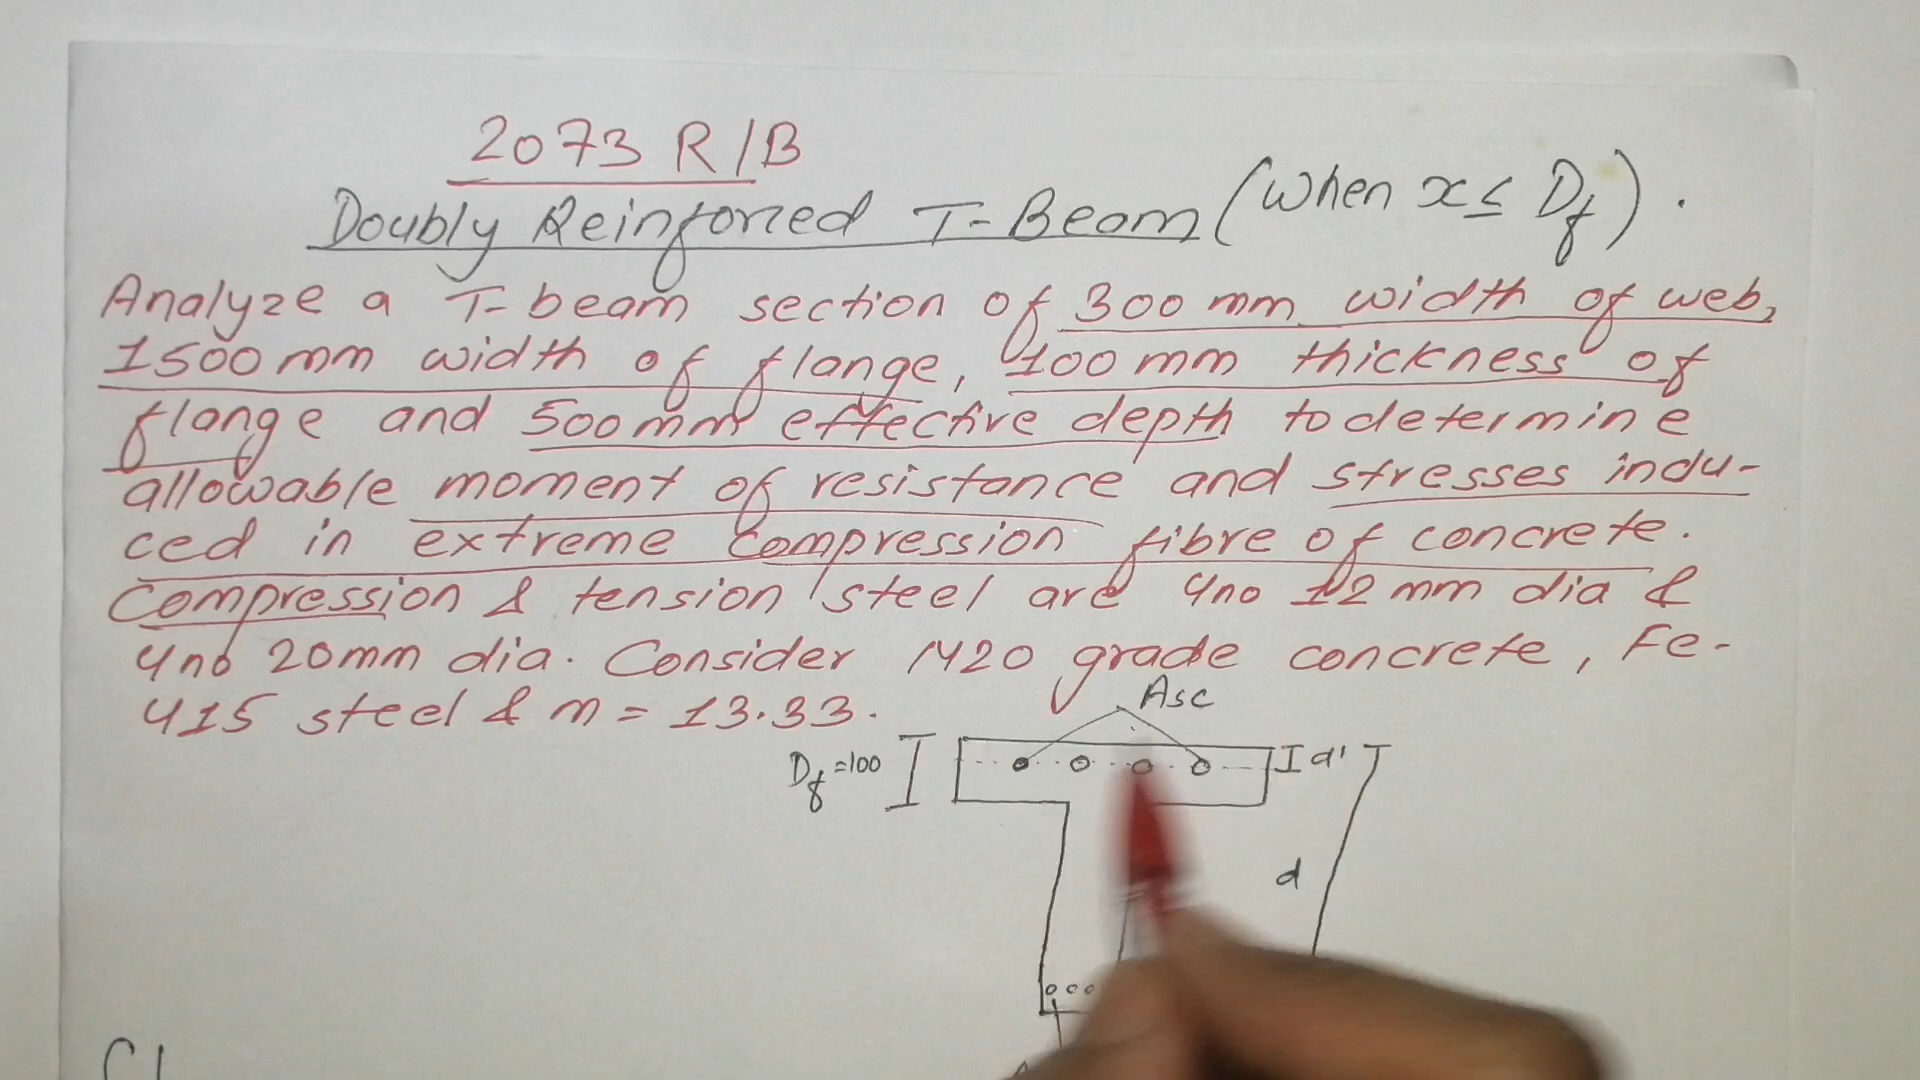 2073 R/B
Doubly Reinforced T-Beam (When x ≤ Df).
Analyze a T-beam section of 300 mm width of web,
1500 mm width of flange, 100 mm thickness of
flange and 500 mm effective depth to determine
allowable moment of resistance and stresses indu-
ced in extreme compression fibre of concrete.
Compression & tension steel are 4no 12 mm dia &
4no 20mm dia. Consider M20 grade concrete, Fe-
415 steel & m = 13.33.
Asc
Df =100
d'
d